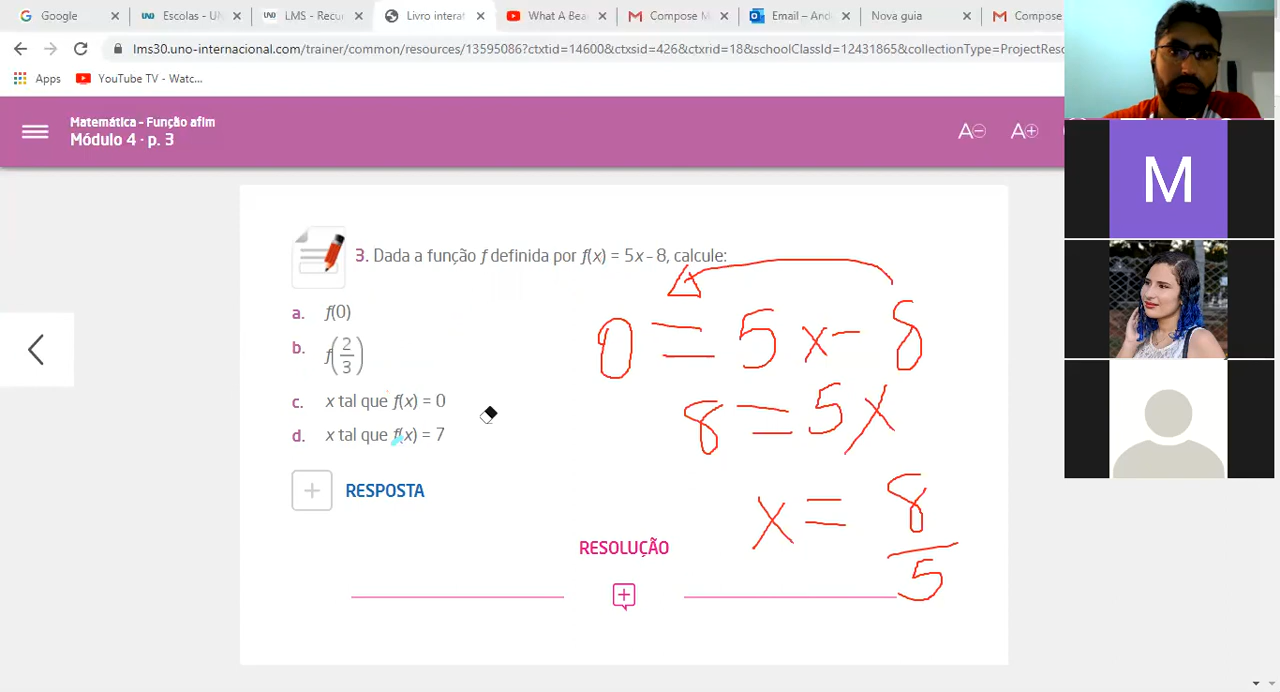 Google
Escolas - UN
LMS - Recu
Livro interat
What A Bea
Compose M
Email – And
Nova guia
Compose
lms30.uno-internacional.com/trainer/common/resources/13595086?ctxtid=14600&ctxsid=426&ctxrid=18&schoolClassId=12431865&collectionType=ProjectReso
Apps
YouTube TV - Watc...
Matemática – Função afim
Módulo 4 · p. 3
A− A+
M
3. Dada a função f definida por f(x) = 5x – 8, calcule:
a. f(0)
b. f(2/3)
c. x tal que f(x) = 0
d. x tal que f(x) = 7
+ RESPOSTA
RESOLUÇÃO
+
0 = 5x – 8
8 = 5x
x = 8/5